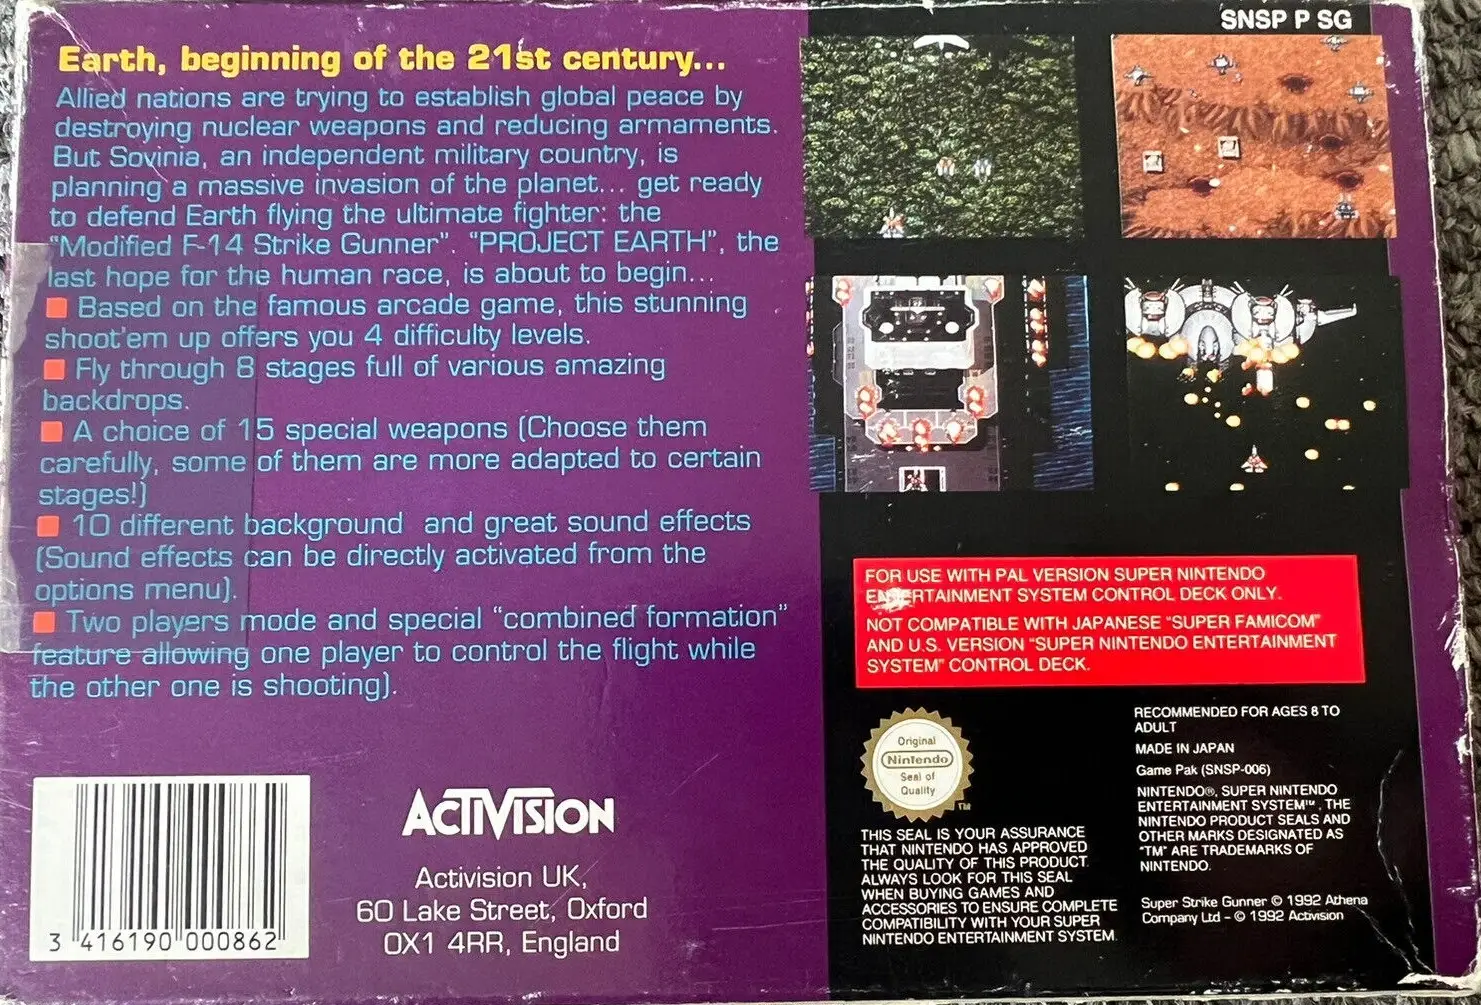 SNSP P SG
Earth, beginning of the 21st century...
Allied nations are trying to establish global peace by
destroying nuclear weapons and reducing armaments.
But Sovinia, an independent military country, is
planning a massive invasion of the planet... get ready
to defend Earth flying the ultimate fighter: the
"Modified F-14 Strike Gunner". "PROJECT EARTH", the
last hope for the human race, is about to begin...
Based on the famous arcade game, this stunning
shoot'em up offers you 4 difficulty levels.
Fly through 8 stages full of various amazing
backdrops.
A choice of 15 special weapons (Choose them
carefully, some of them are more adapted to certain
stages!)
10 different background and great sound effects
(Sound effects can be directly activated from the
options menu).
Two players mode and special "combined formation"
feature allowing one player to control the flight while
the other one is shooting).
3 416190 000862
ACTIVISION
Activision UK,
60 Lake Street, Oxford
OX1 4RR, England
FOR USE WITH PAL VERSION SUPER NINTENDO
ENTERTAINMENT SYSTEM CONTROL DECK ONLY.
NOT COMPATIBLE WITH JAPANESE "SUPER FAMICOM"
AND U.S. VERSION "SUPER NINTENDO ENTERTAINMENT
SYSTEM" CONTROL DECK.
Original
Nintendo
Seal of
Quality
TM
THIS SEAL IS YOUR ASSURANCE
THAT NINTENDO HAS APPROVED
THE QUALITY OF THIS PRODUCT.
ALWAYS LOOK FOR THIS SEAL
WHEN BUYING GAMES AND
ACCESSORIES TO ENSURE COMPLETE
COMPATIBILITY WITH YOUR SUPER
NINTENDO ENTERTAINMENT SYSTEM.
RECOMMENDED FOR AGES 8 TO
ADULT
MADE IN JAPAN
Game Pak (SNSP-006)
NINTENDO®, SUPER NINTENDO
ENTERTAINMENT SYSTEM™, THE
NINTENDO PRODUCT SEALS AND
OTHER MARKS DESIGNATED AS
"TM" ARE TRADEMARKS OF
NINTENDO.
Super Strike Gunner © 1992 Athena
Company Ltd - © 1992 Activision